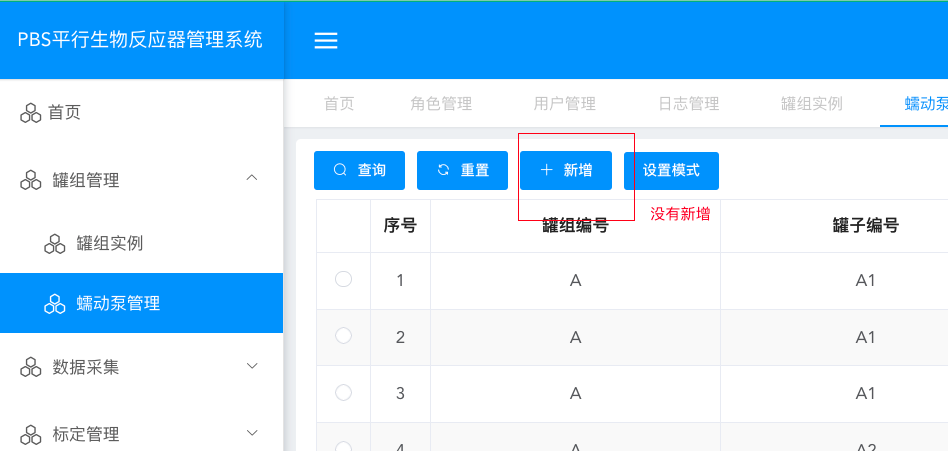 PBS平行生物反应器管理系统
首页 角色管理 用户管理 日志管理 罐组实例 蠕动泵
首页
罐组管理
罐组实例
蠕动泵管理
数据采集
标定管理
查询 重置 新增 设置模式
没有新增
序号 罐组编号 罐子编号
1 A A1
2 A A1
3 A A1
4 A A2